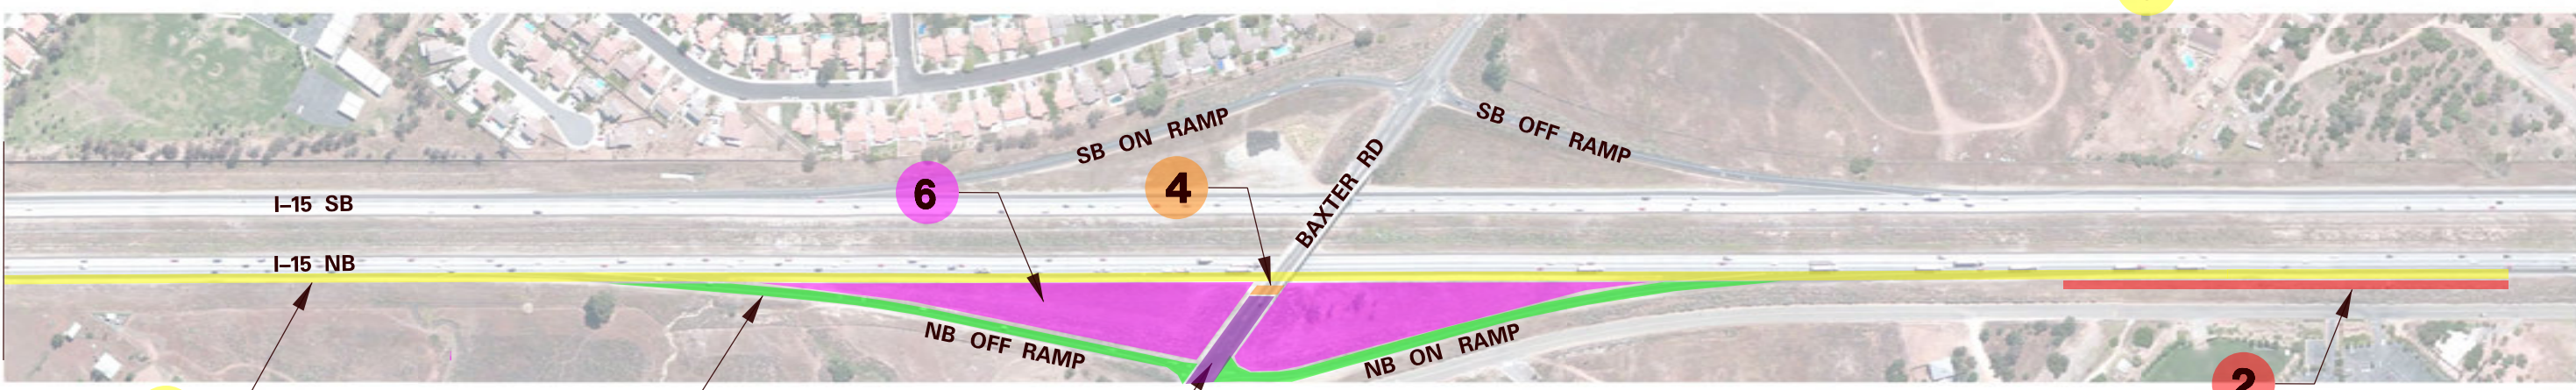 SB ON RAMP
SB OFF RAMP
BAXTER RD
6
4
I-15 SB
I-15 NB
NB OFF RAMP
NB ON RAMP
2